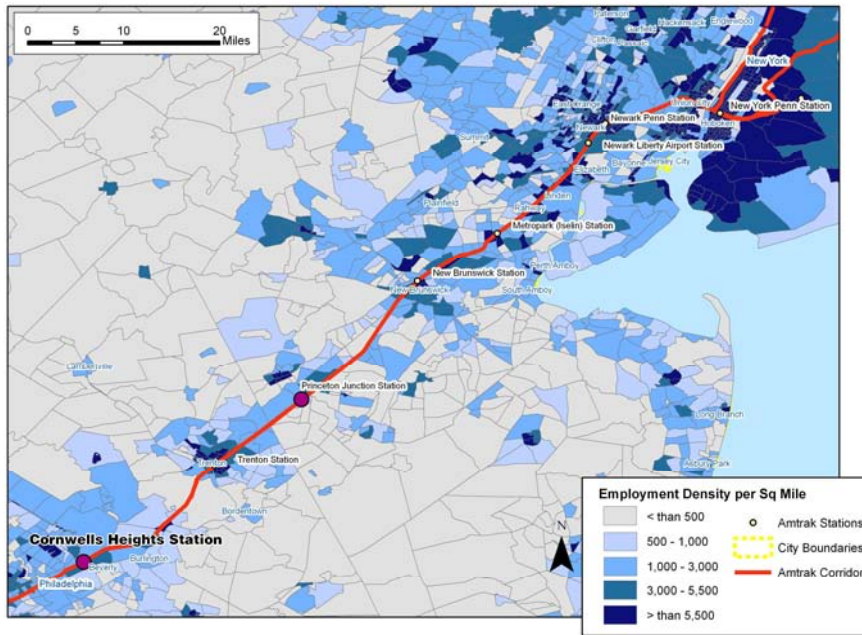 0 5 10 20
Miles
Paterson
Hackensack
Englewood
Garfield
Clifton
Passaic
New York
East Orange
Union City
New York Penn Station
Newark Penn Station
Hoboken
Newark
Summit
Newark Liberty Airport Station
Bayonne
Jersey City
Elizabeth
Linden
Plainfield
Rahway
Metropark (Iselin) Station
Perth Amboy
New Brunswick Station
New Brunswick
South Amboy
Lambertville
Princeton Junction Station
Long Branch
Trenton Station
Trenton
Asbury Park
Bordentown
Cornwells Heights Station
Burlington
Beverly
Philadelphia
N
Employment Density per Sq Mile
< than 500
500 - 1,000
1,000 - 3,000
3,000 - 5,500
> than 5,500
Amtrak Stations
City Boundaries
Amtrak Corridor